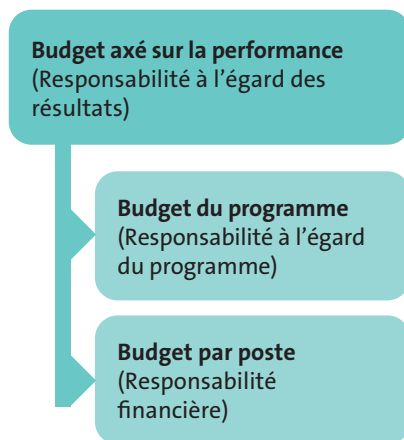 Budget axé sur la performance
(Responsabilité à l’égard des
résultats)
Budget du programme
(Responsabilité à l’égard
du programme)
Budget par poste
(Responsabilité
financière)